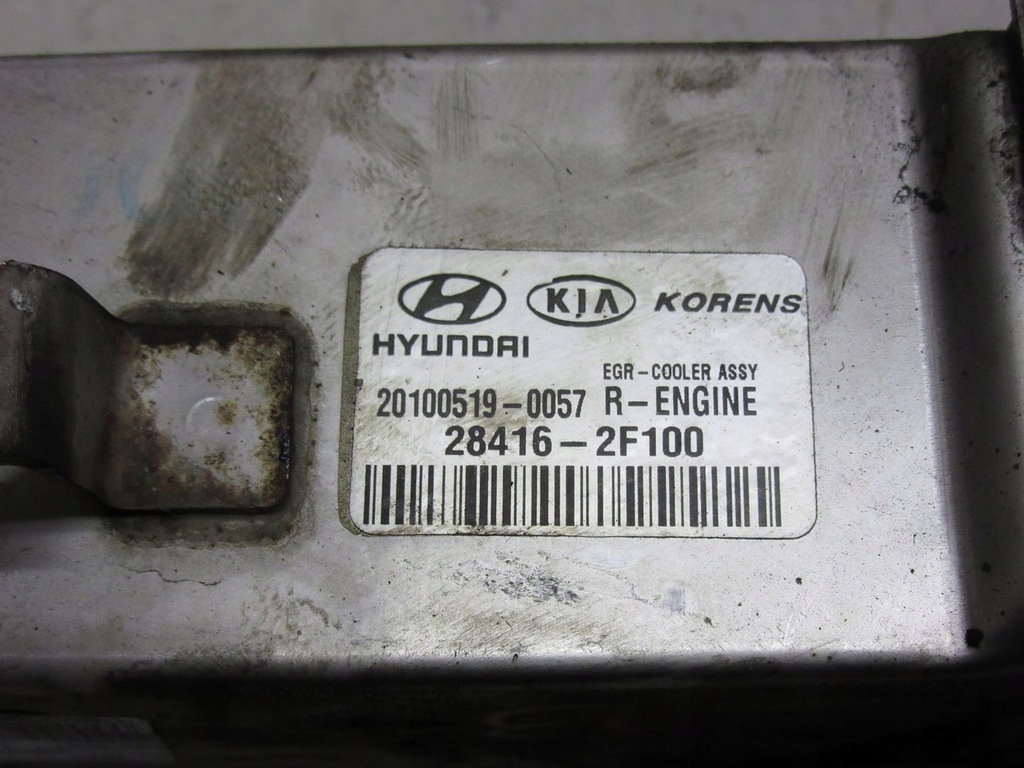 KIA KORENS
HYUNDAI
EGR-COOLER ASSY
20100519-0057 R-ENGINE
28416-2F100